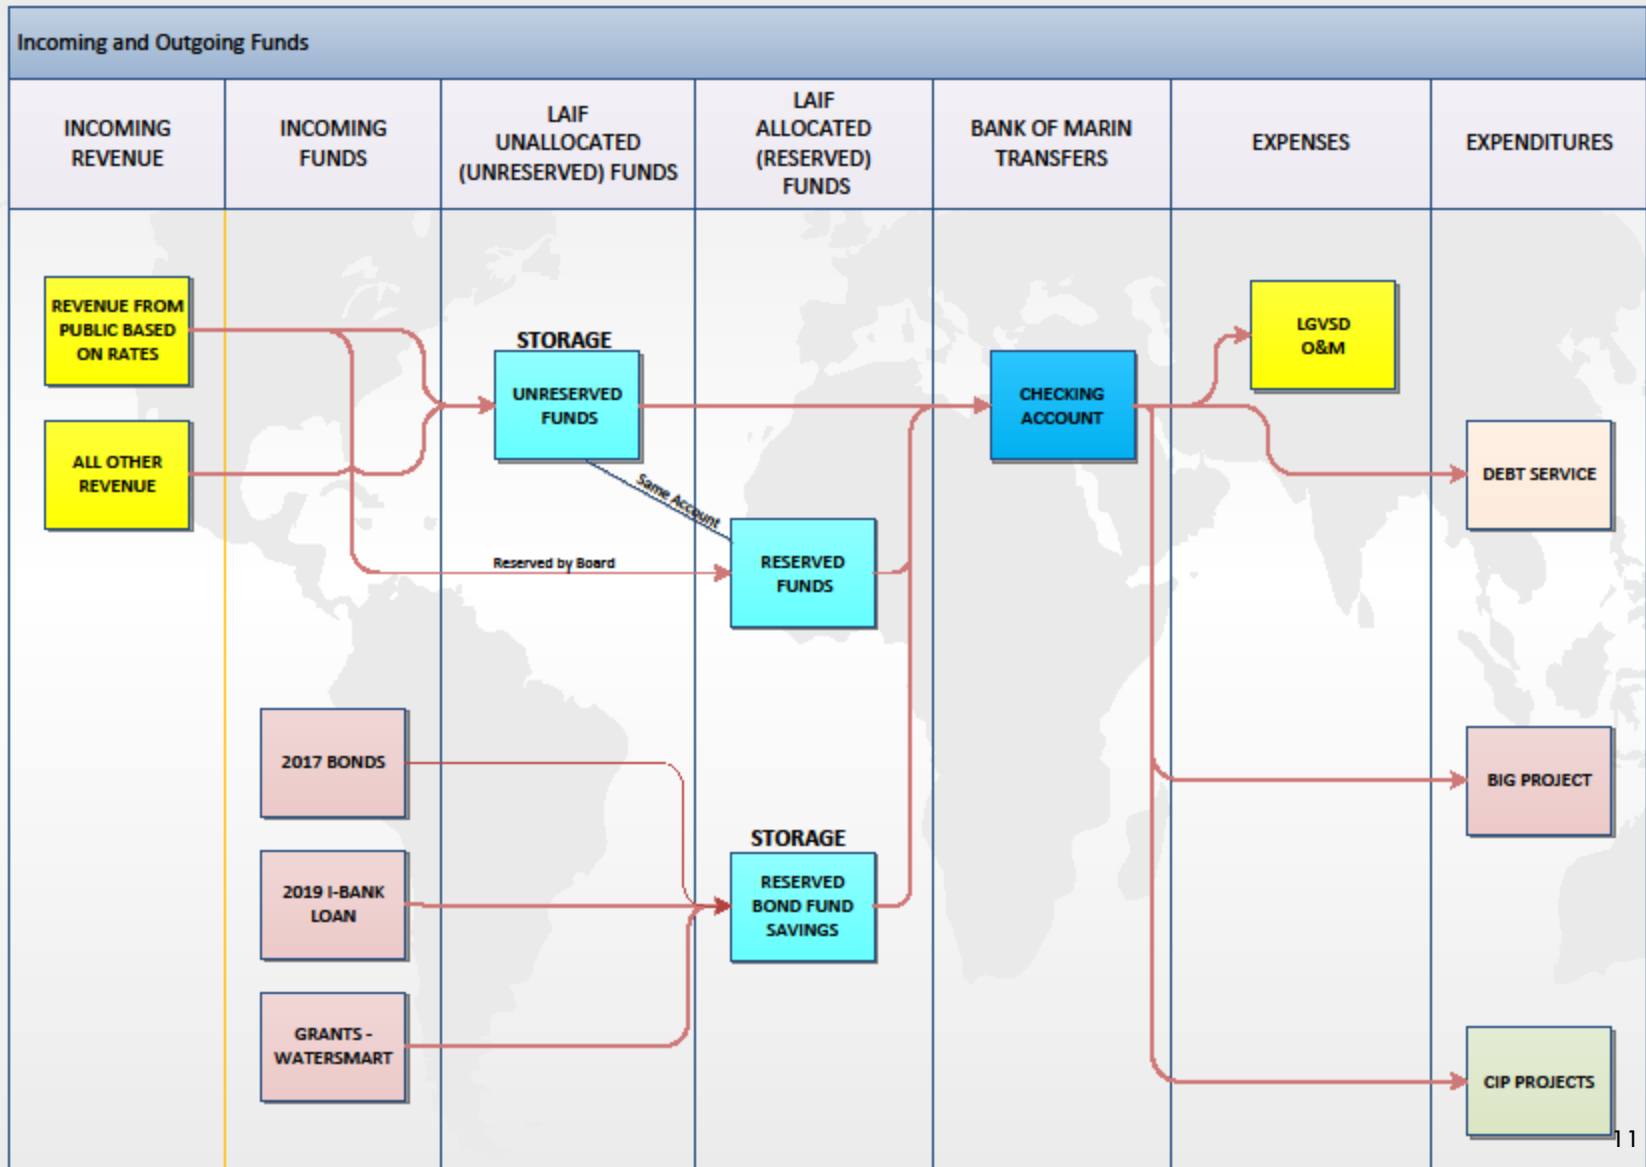 Incoming and Outgoing Funds
INCOMING
REVENUE
INCOMING
FUNDS
LAIF
UNALLOCATED
(UNRESERVED) FUNDS
LAIF
ALLOCATED
(RESERVED)
FUNDS
BANK OF MARIN
TRANSFERS
EXPENSES
EXPENDITURES
REVENUE FROM
PUBLIC BASED
ON RATES
ALL OTHER
REVENUE
STORAGE
UNRESERVED
FUNDS
Same Account
Reserved by Board
RESERVED
FUNDS
CHECKING
ACCOUNT
LGVSD
O&M
DEBT SERVICE
2017 BONDS
2019 I-BANK
LOAN
GRANTS -
WATERSMART
STORAGE
RESERVED
BOND FUND
SAVINGS
BIG PROJECT
CIP PROJECTS
11